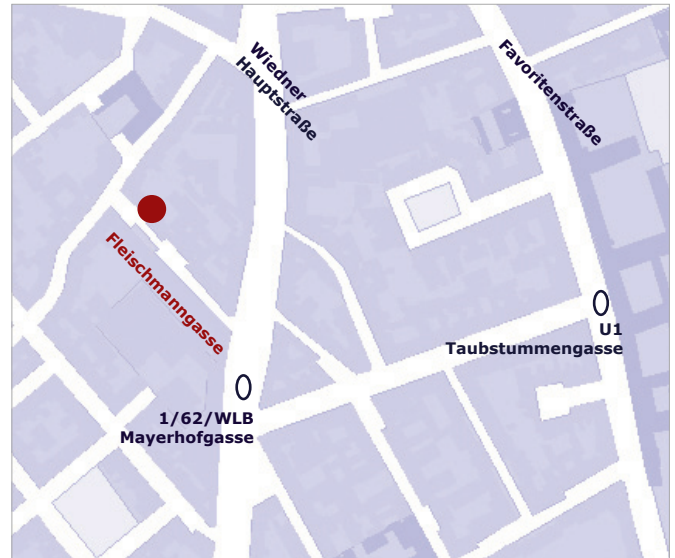 Wiedner
Hauptstraße
Favoritenstraße
Fleischmanngasse
U1
Taubstummengasse
1/62/WLB
Mayerhofgasse